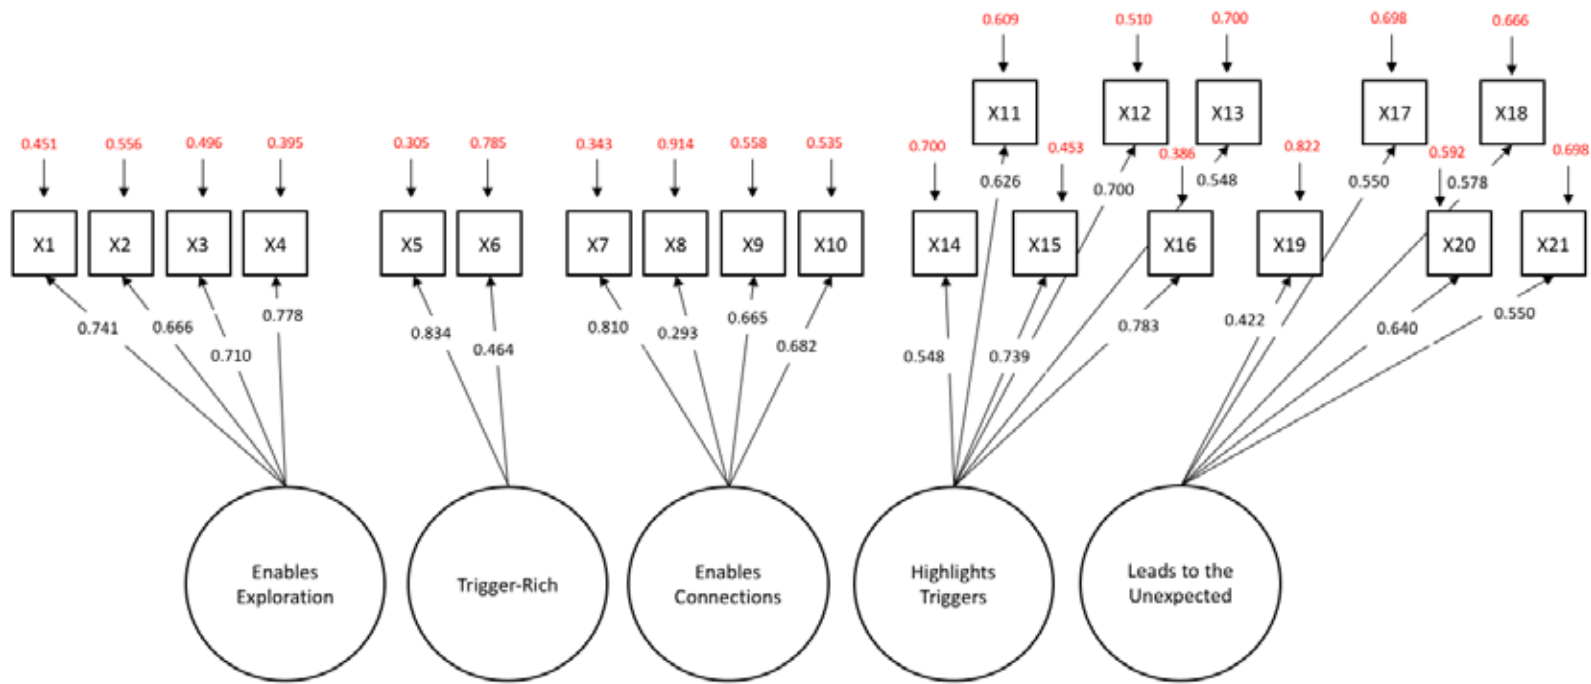 0.609
0.510
0.700
0.698
0.666
X11
X12
X13
X17
X18
0.451
0.556
0.496
0.395
0.305
0.785
0.343
0.914
0.558
0.535
0.700
0.453
0.386
0.822
0.592
0.698
0.626
0.700
0.548
0.550
0.578
X1
X2
X3
X4
X5
X6
X7
X8
X9
X10
X14
X15
X16
X19
X20
X21
0.741
0.666
0.710
0.778
0.834
0.464
0.810
0.293
0.665
0.682
0.548
0.739
0.783
0.422
0.640
0.550
Enables
Exploration
Trigger-Rich
Enables
Connections
Highlights
Triggers
Leads to the
Unexpected